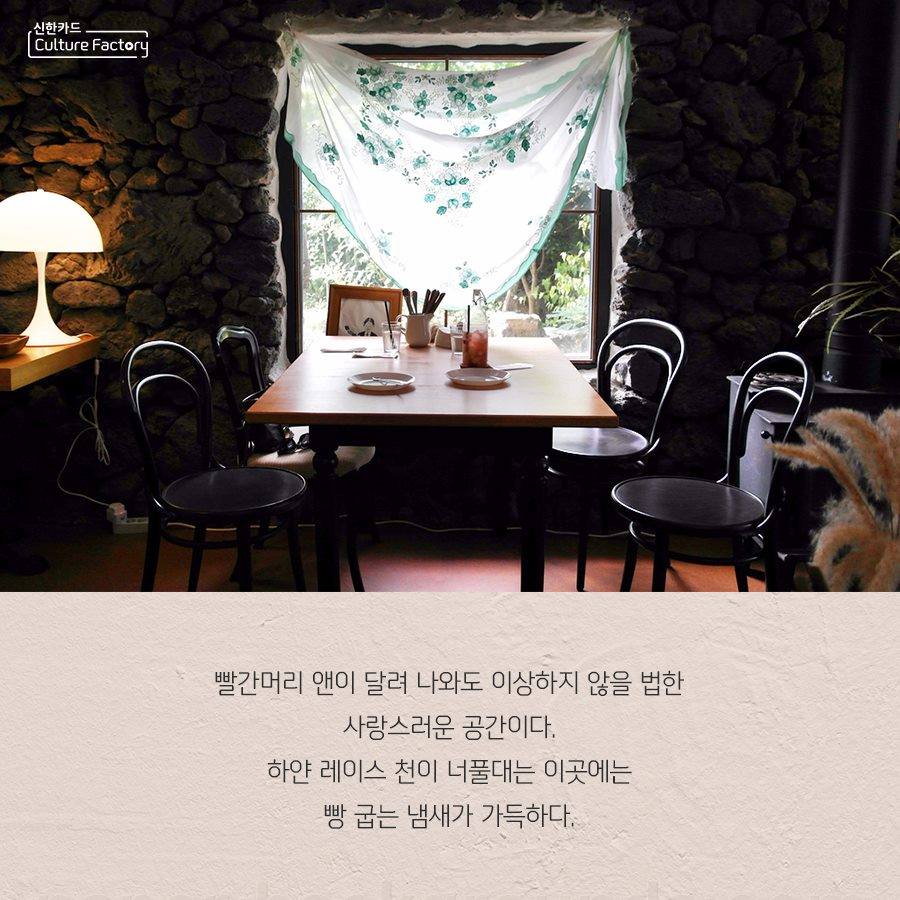 신한카드
Culture Factory
빨간머리 앤이 달려 나와도 이상하지 않을 법한
사랑스러운 공간이다.
하얀 레이스 천이 너풀대는 이곳에는
빵 굽는 냄새가 가득하다.